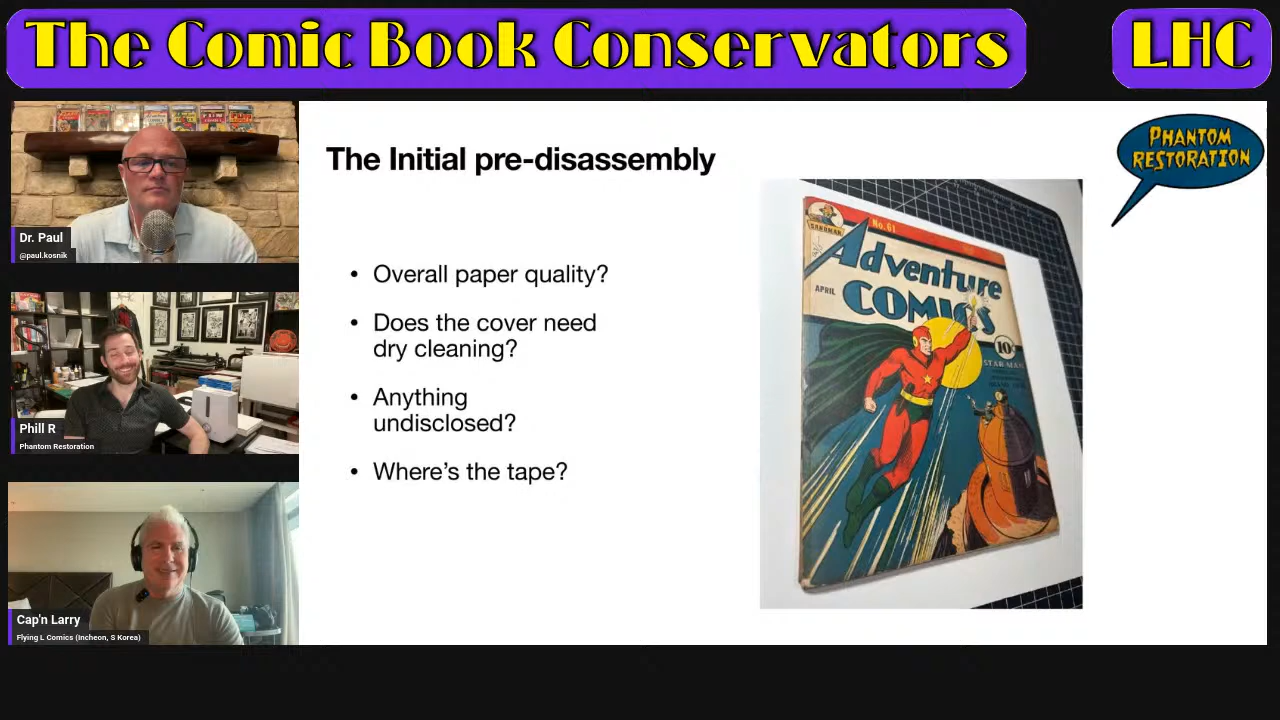 The Comic Book Conservators
LHC
Dr. Paul
@paul.kosnik
Phill R
Phantom Restoration
Cap'n Larry
Flying L Comics (Incheon, S Korea)
The Initial pre-disassembly
• Overall paper quality?
• Does the cover need
dry cleaning?
• Anything
undisclosed?
• Where's the tape?
PHANTOM
RESTORATION
SANDMAN
No. 61
Adventure
APRIL
COMICS
10¢
STARMAN